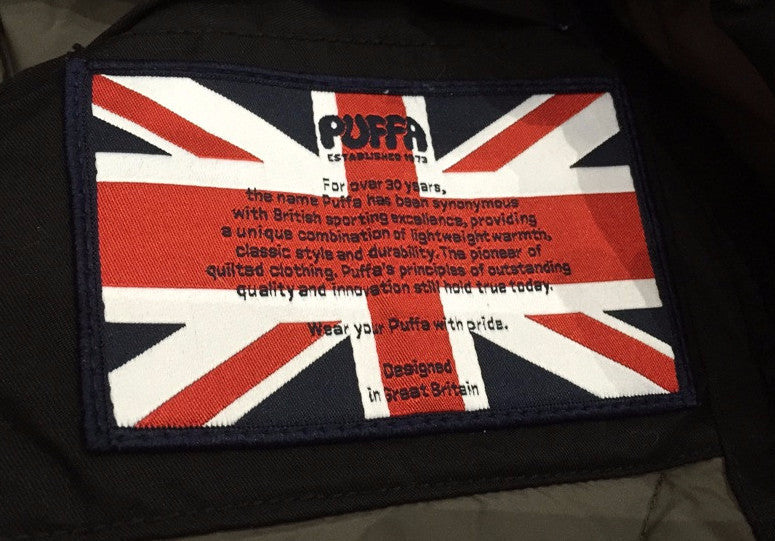 PUFFA
ESTABLISHED 1973
For over 30 years,
the name Puffa has been synonymous
with British sporting excellence, providing
a unique combination of lightweight warmth,
classic style and durability. The pioneer of
quilted clothing, Puffa's principles of outstanding
quality and innovation still hold true today.
Wear your Puffa with pride.
Designed
in Great Britain